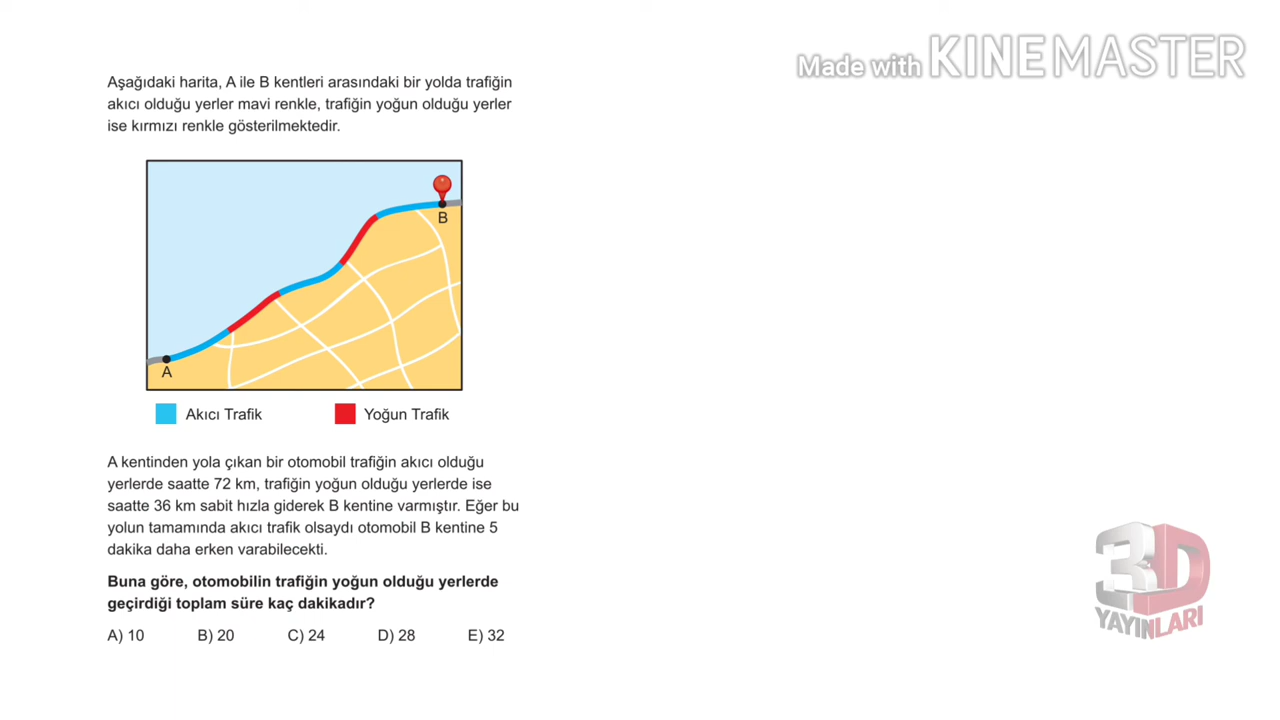 Made with KINEMASTER
Aşağıdaki harita, A ile B kentleri arasındaki bir yolda trafiğin
akıcı olduğu yerler mavi renkle, trafiğin yoğun olduğu yerler
ise kırmızı renkle gösterilmektedir.
B
A
Akıcı Trafik
Yoğun Trafik
A kentinden yola çıkan bir otomobil trafiğin akıcı olduğu
yerlerde saatte 72 km, trafiğin yoğun olduğu yerlerde ise
saatte 36 km sabit hızla giderek B kentine varmıştır. Eğer bu
yolun tamamında akıcı trafik olsaydı otomobil B kentine 5
dakika daha erken varabilecekti.
Buna göre, otomobilin trafiğin yoğun olduğu yerlerde
geçirdiği toplam süre kaç dakikadır?
A) 10 B) 20 C) 24 D) 28 E) 32
3D
YAYINLARI